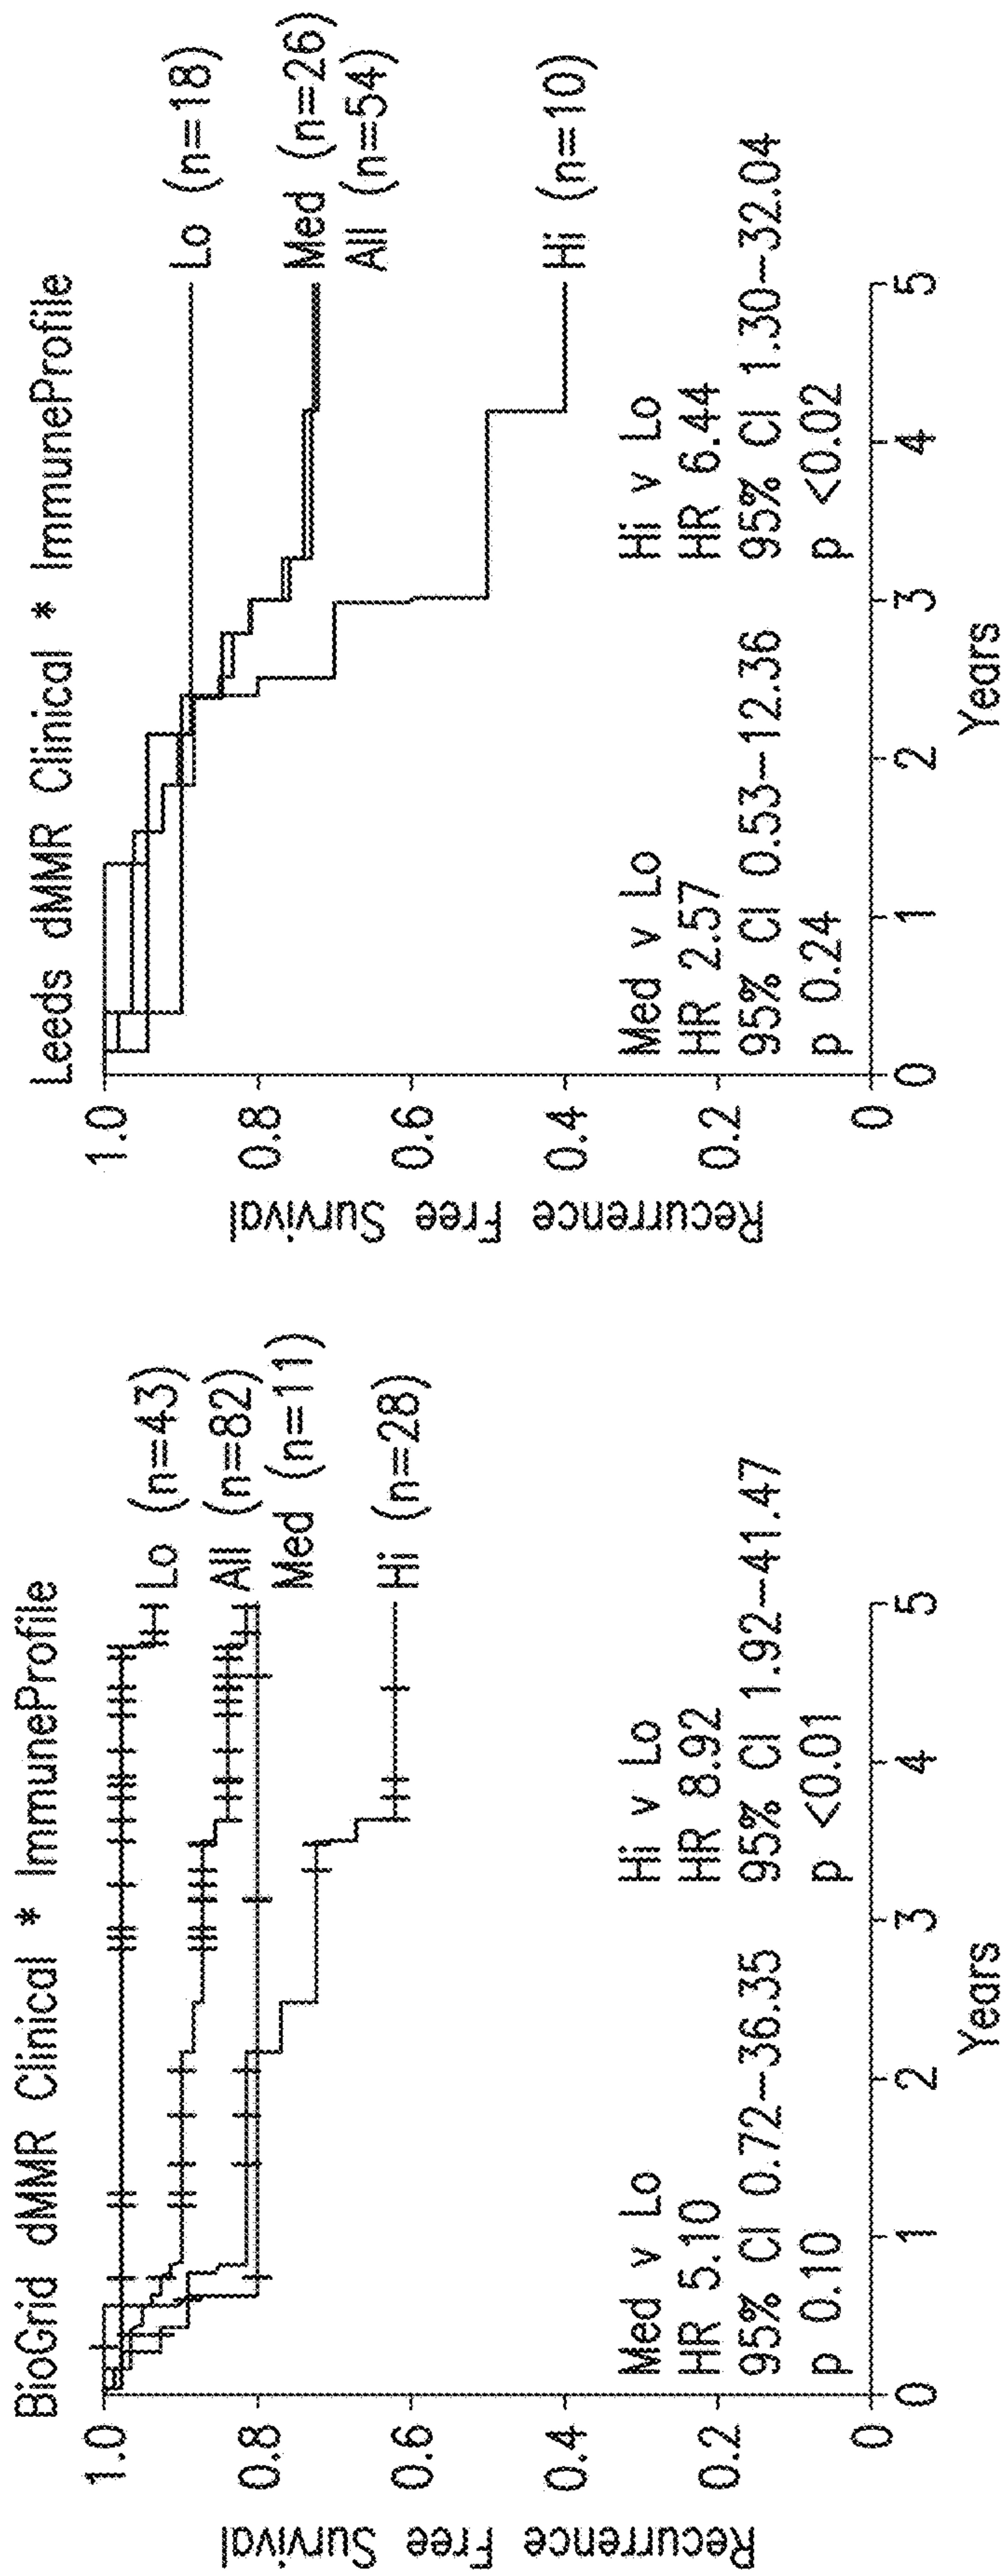 BioGrid dMMR Clinical * ImmuneProfile
Recurrence Free Survival
1.0
0.8
0.6
0.4
0.2
0
Lo (n=43)
All (n=82)
Med (n=11)
Hi (n=28)
Med v Lo
HR 5.10
95% CI 0.72–36.35
p 0.10
Hi v Lo
HR 8.92
95% CI 1.92–41.47
p <0.01
0 1 2 3 4 5
Years
Leeds dMMR Clinical * ImmuneProfile
Recurrence Free Survival
1.0
0.8
0.6
0.4
0.2
0
Lo (n=18)
Med (n=26)
All (n=54)
Hi (n=10)
Med v Lo
HR 2.57
95% CI 0.53–12.36
p 0.24
Hi v Lo
HR 6.44
95% CI 1.30–32.04
p <0.02
0 1 2 3 4 5
Years